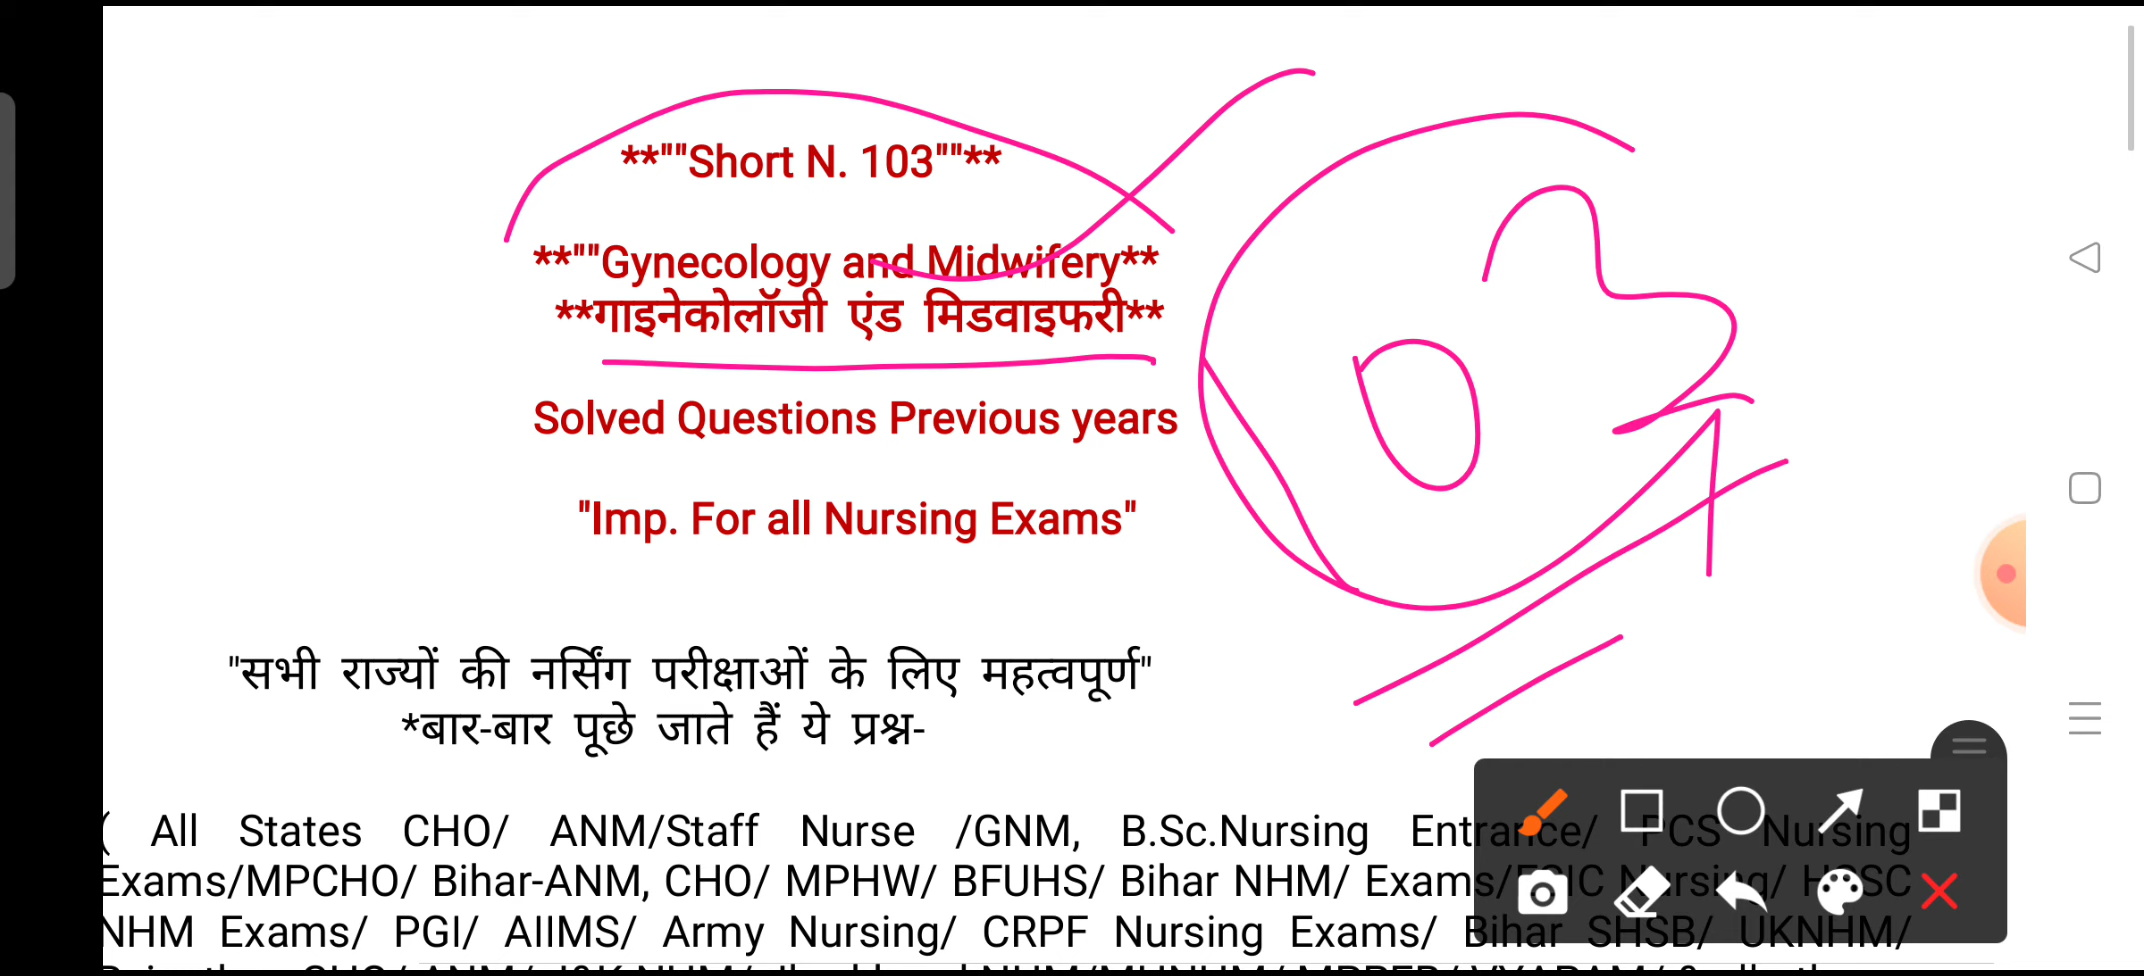 **""Short N. 103""**
**""Gynecology and Midwifery**
**गाइनेकोलॉजी एंड मिडवाइफरी**
Solved Questions Previous years
"Imp. For all Nursing Exams"
"सभी राज्यों की नर्सिंग परीक्षाओं के लिए महत्वपूर्ण"
*बार-बार पूछे जाते हैं ये प्रश्न-
( All States CHO/ ANM/Staff Nurse /GNM, B.Sc.Nursing Entrance/ PCS Nursing
Exams/MPCHO/ Bihar-ANM, CHO/ MPHW/ BFUHS/ Bihar NHM/ Exams/ESIC Nursing/ HSSC
NHM Exams/ PGI/ AIIMS/ Army Nursing/ CRPF Nursing Exams/ Bihar SHSB/ UKNHM/